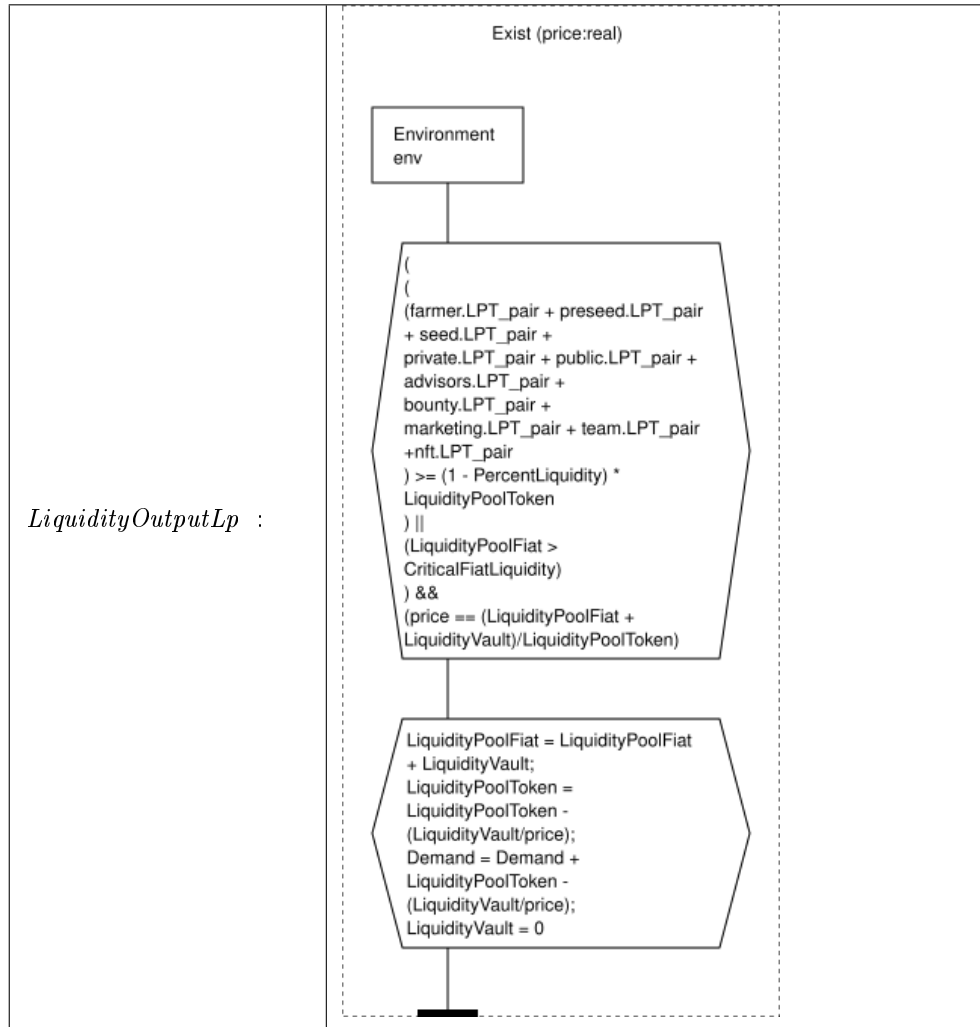 Exist (price:real)
Environment
env
(
(
(farmer.LPT_pair + preseed.LPT_pair
+ seed.LPT_pair +
private.LPT_pair + public.LPT_pair +
advisors.LPT_pair +
bounty.LPT_pair +
marketing.LPT_pair + team.LPT_pair
+nft.LPT_pair
) >= (1 - PercentLiquidity) *
LiquidityPoolToken
) ||
(LiquidityPoolFiat >
CriticalFiatLiquidity)
) &&
(price == (LiquidityPoolFiat +
LiquidityVault)/LiquidityPoolToken)
LiquidityOutputLp :
LiquidityPoolFiat = LiquidityPoolFiat
+ LiquidityVault;
LiquidityPoolToken =
LiquidityPoolToken -
(LiquidityVault/price);
Demand = Demand +
LiquidityPoolToken -
(LiquidityVault/price);
LiquidityVault = 0